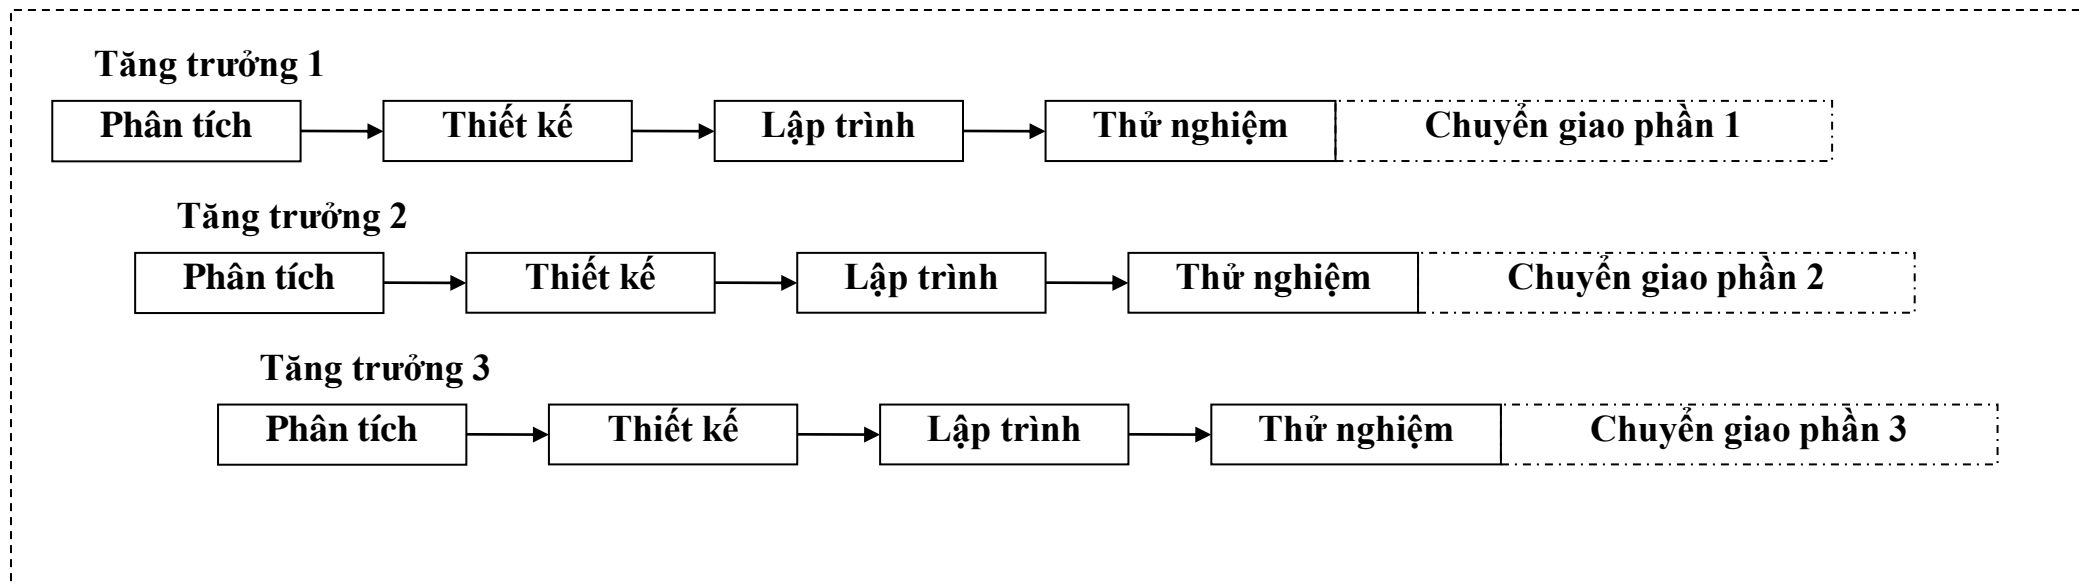 Tăng trưởng 1
Phân tích Thiết kế Lập trình Thử nghiệm Chuyển giao phần 1
Tăng trưởng 2
Phân tích Thiết kế Lập trình Thử nghiệm Chuyển giao phần 2
Tăng trưởng 3
Phân tích Thiết kế Lập trình Thử nghiệm Chuyển giao phần 3